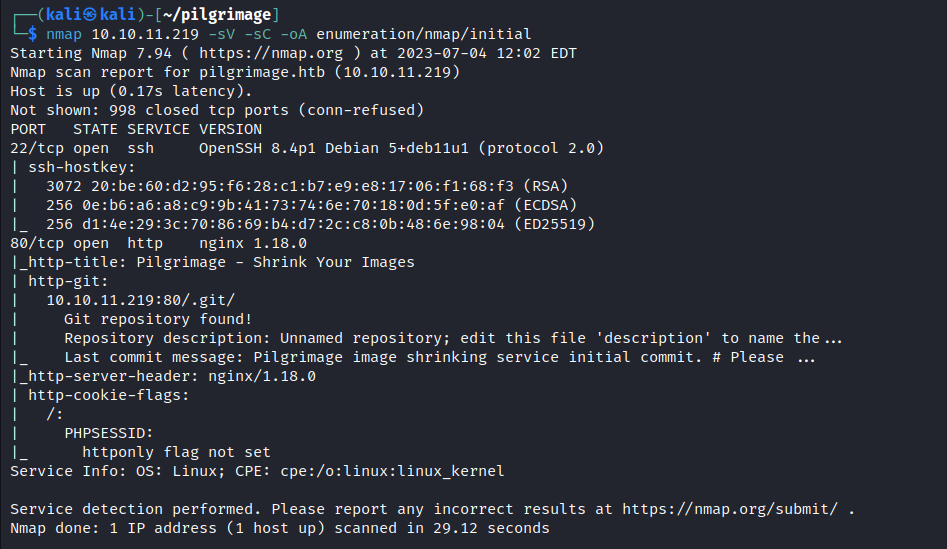 ┌──(kali㉿kali)-[~/pilgrimage]
└─$ nmap 10.10.11.219 -sV -sC -oA enumeration/nmap/initial
Starting Nmap 7.94 ( https://nmap.org ) at 2023-07-04 12:02 EDT
Nmap scan report for pilgrimage.htb (10.10.11.219)
Host is up (0.17s latency).
Not shown: 998 closed tcp ports (conn-refused)
PORT   STATE SERVICE VERSION
22/tcp open  ssh     OpenSSH 8.4p1 Debian 5+deb11u1 (protocol 2.0)
| ssh-hostkey:
|   3072 20:be:60:d2:95:f6:28:c1:b7:e9:e8:17:06:f1:68:f3 (RSA)
|   256 0e:b6:a6:a8:c9:9b:41:73:74:6e:70:18:0d:5f:e0:af (ECDSA)
|_  256 d1:4e:29:3c:70:86:69:b4:d7:2c:c8:0b:48:6e:98:04 (ED25519)
80/tcp open  http    nginx 1.18.0
|_http-title: Pilgrimage - Shrink Your Images
| http-git:
|   10.10.11.219:80/.git/
|     Git repository found!
|     Repository description: Unnamed repository; edit this file 'description' to name the...
|_    Last commit message: Pilgrimage image shrinking service initial commit. # Please ...
|_http-server-header: nginx/1.18.0
| http-cookie-flags:
|   /:
|     PHPSESSID:
|_      httponly flag not set
Service Info: OS: Linux; CPE: cpe:/o:linux:linux_kernel

Service detection performed. Please report any incorrect results at https://nmap.org/submit/ .
Nmap done: 1 IP address (1 host up) scanned in 29.12 seconds